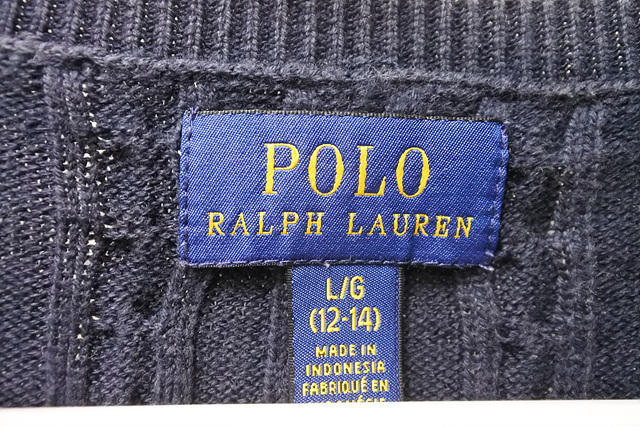 POLO
RALPH LAUREN
L/G
(12-14)
MADE IN
INDONESIA
FABRIQUÉ EN